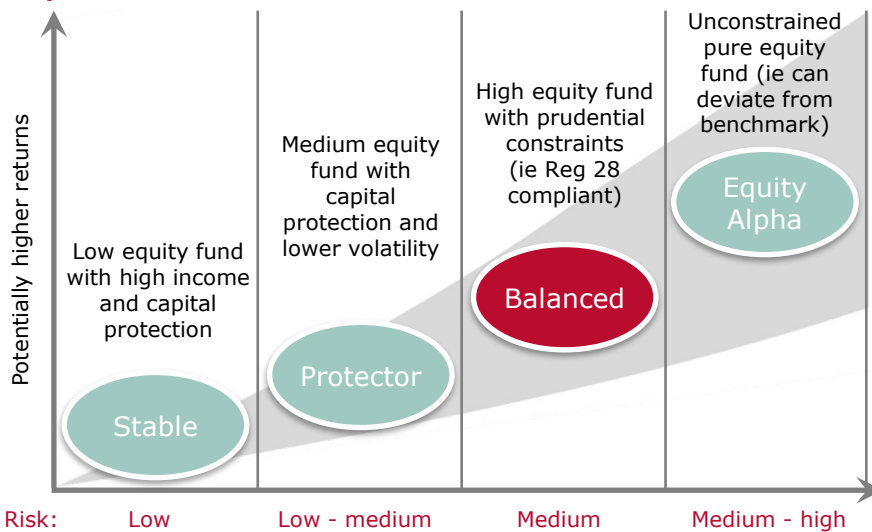 Potentially higher returns
Low equity fund
with high income
and capital
protection
Stable
Medium equity
fund with
capital
protection and
lower volatility
Protector
High equity fund
with prudential
constraints
(ie Reg 28
compliant)
Balanced
Unconstrained
pure equity
fund (ie can
deviate from
benchmark)
Equity
Alpha
Risk: Low Low - medium Medium Medium - high